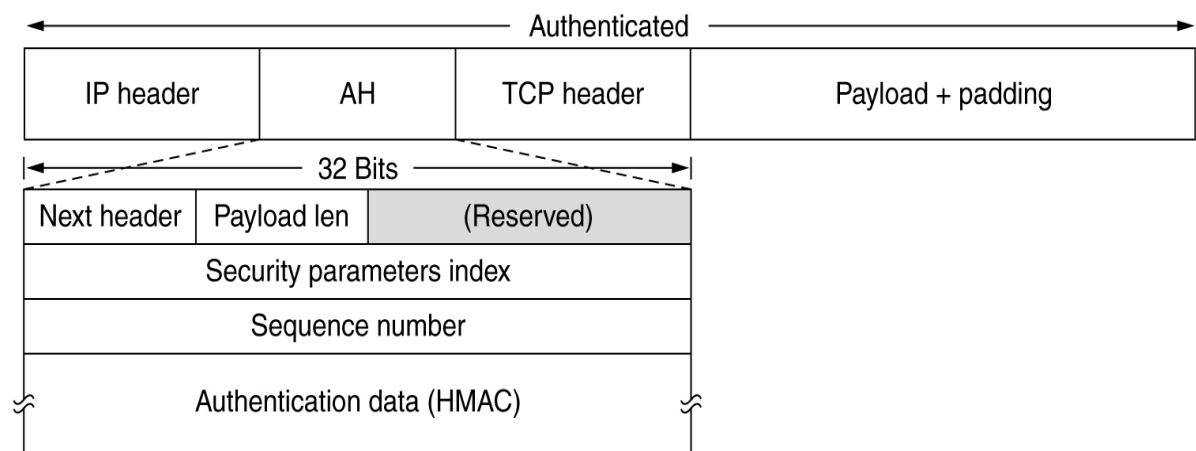 Authenticated
IP header AH TCP header Payload + padding
32 Bits
Next header Payload len (Reserved)
Security parameters index
Sequence number
Authentication data (HMAC)